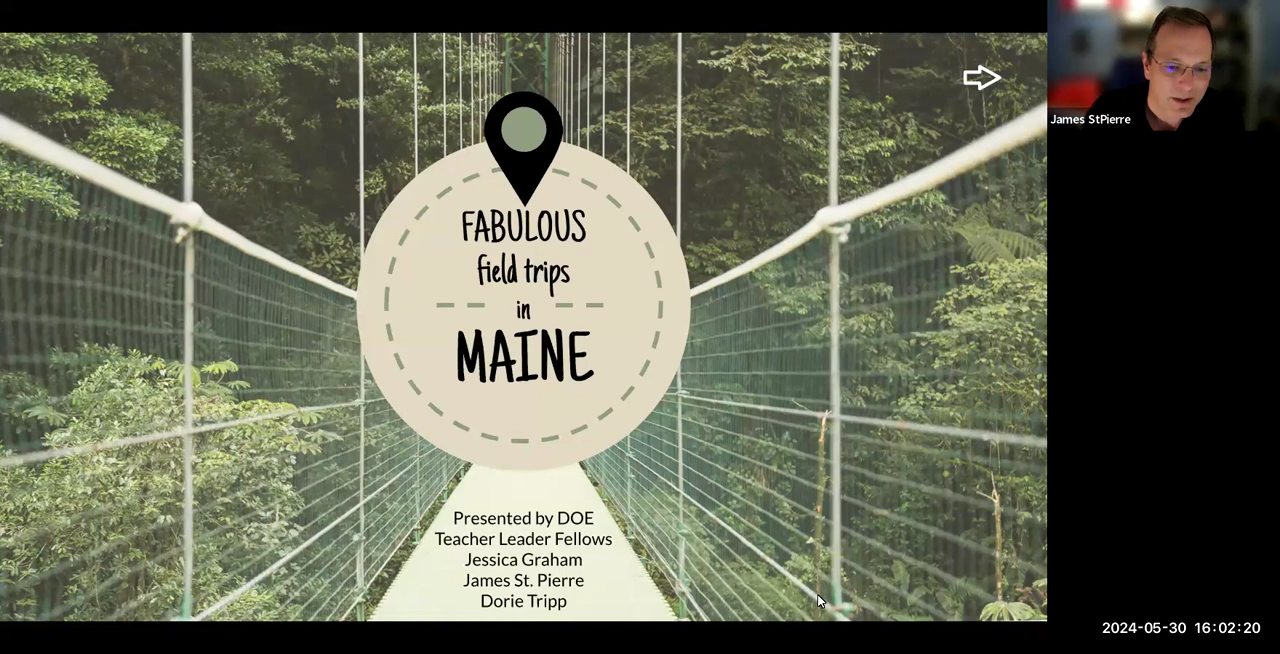 FABULOUS
field trips
in
MAINE
Presented by DOE
Teacher Leader Fellows
Jessica Graham
James St. Pierre
Dorie Tripp
James StPierre
2024-05-30 16:02:20